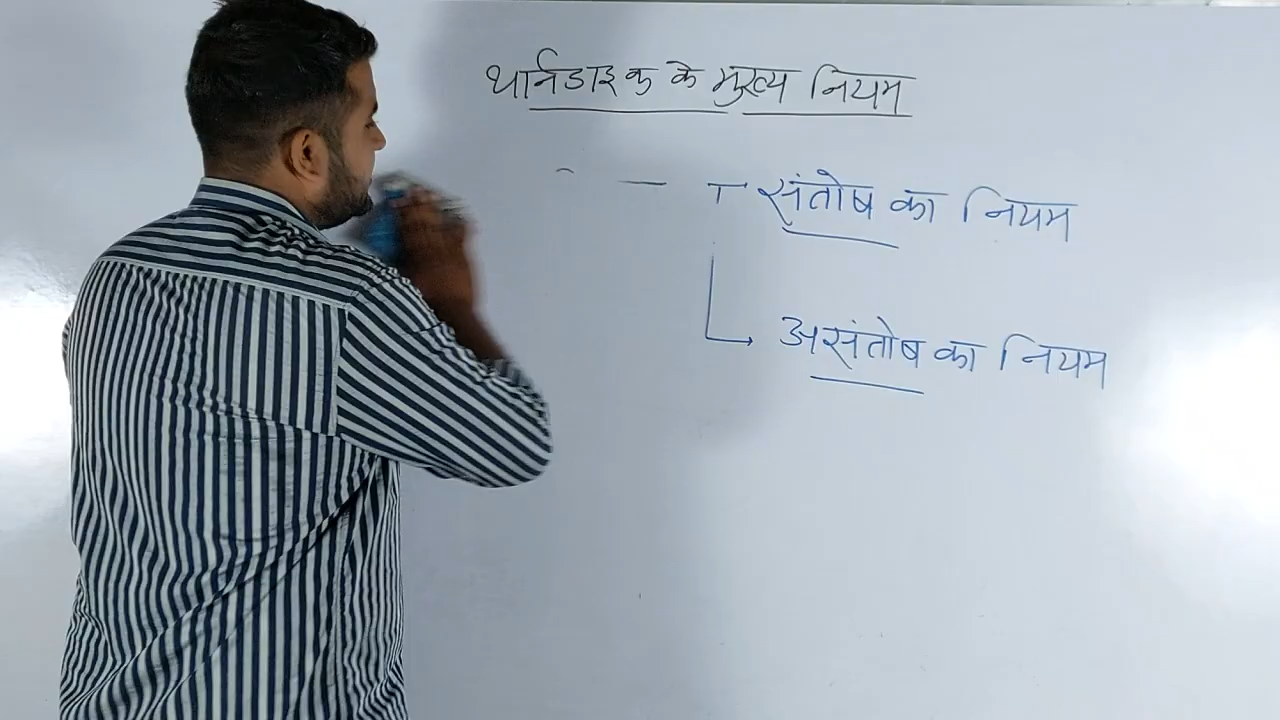 थार्नडाइक के मुख्य नियम
संतोष का नियम
असंतोष का नियम